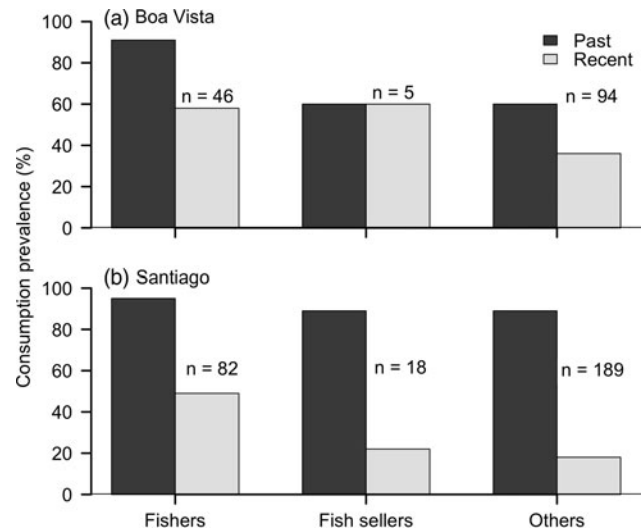 (a) Boa Vista
100
80
60
40
20
0
Past
Recent
n = 46
n = 5
n = 94
Consumption prevalence (%)
(b) Santiago
80
60
40
20
0
n = 82
n = 18
n = 189
Fishers
Fish sellers
Others